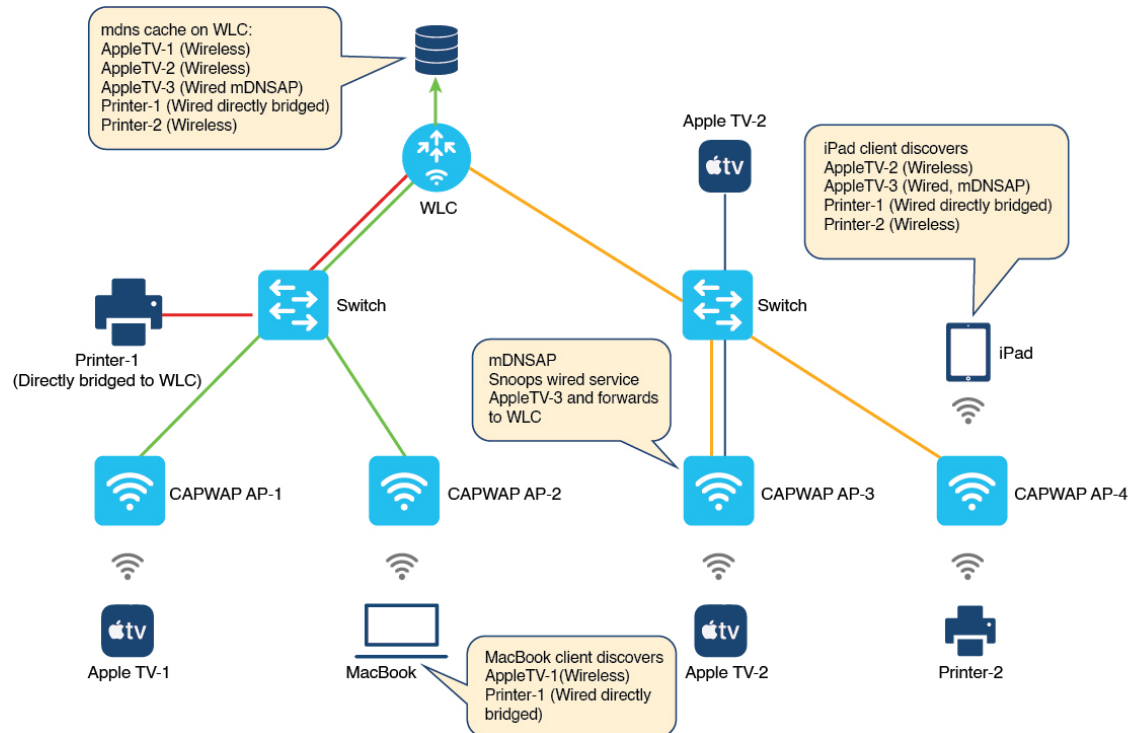 mdns cache on WLC:
AppleTV-1 (Wireless)
AppleTV-2 (Wireless)
AppleTV-3 (Wired mDNSAP)
Printer-1 (Wired directly bridged)
Printer-2 (Wireless)
WLC
Apple TV-2
tv
iPad client discovers
AppleTV-2 (Wireless)
AppleTV-3 (Wired, mDNSAP)
Printer-1 (Wired directly bridged)
Printer-2 (Wireless)
Switch
Switch
Printer-1
(Directly bridged to WLC)
mDNSAP
Snoops wired service
AppleTV-3 and forwards
to WLC
iPad
CAPWAP AP-1
CAPWAP AP-2
CAPWAP AP-3
CAPWAP AP-4
tv
Apple TV-1
MacBook
MacBook client discovers
AppleTV-1(Wireless)
Printer-1 (Wired directly
bridged)
tv
Apple TV-2
Printer-2